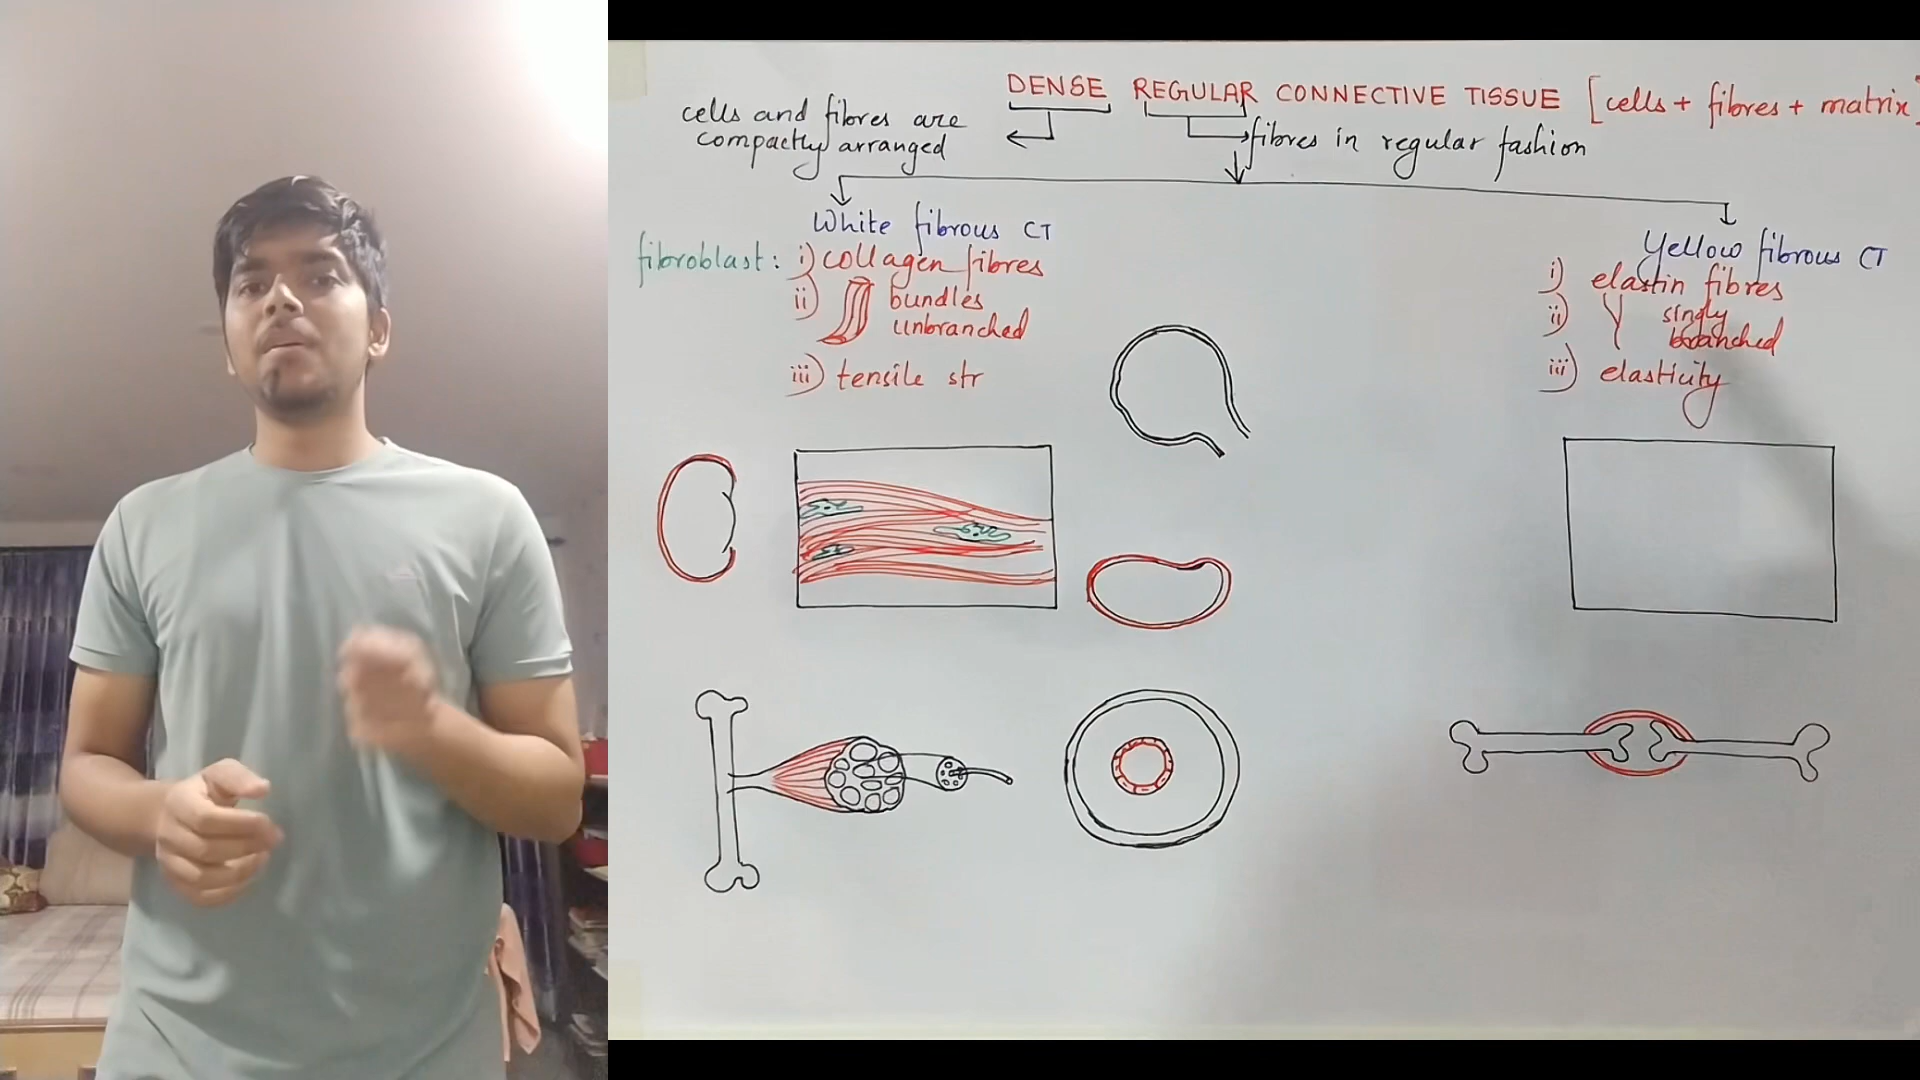 DENSE REGULAR CONNECTIVE TISSUE [cells + fibres + matrix]
cells and fibres are
compactly arranged
fibres in regular fashion
White fibrous CT
fibroblast: i) collagen fibres
ii) bundles
unbranched
iii) tensile str
Yellow fibrous CT
i) elastin fibres
ii) singly
branched
iii) elasticity